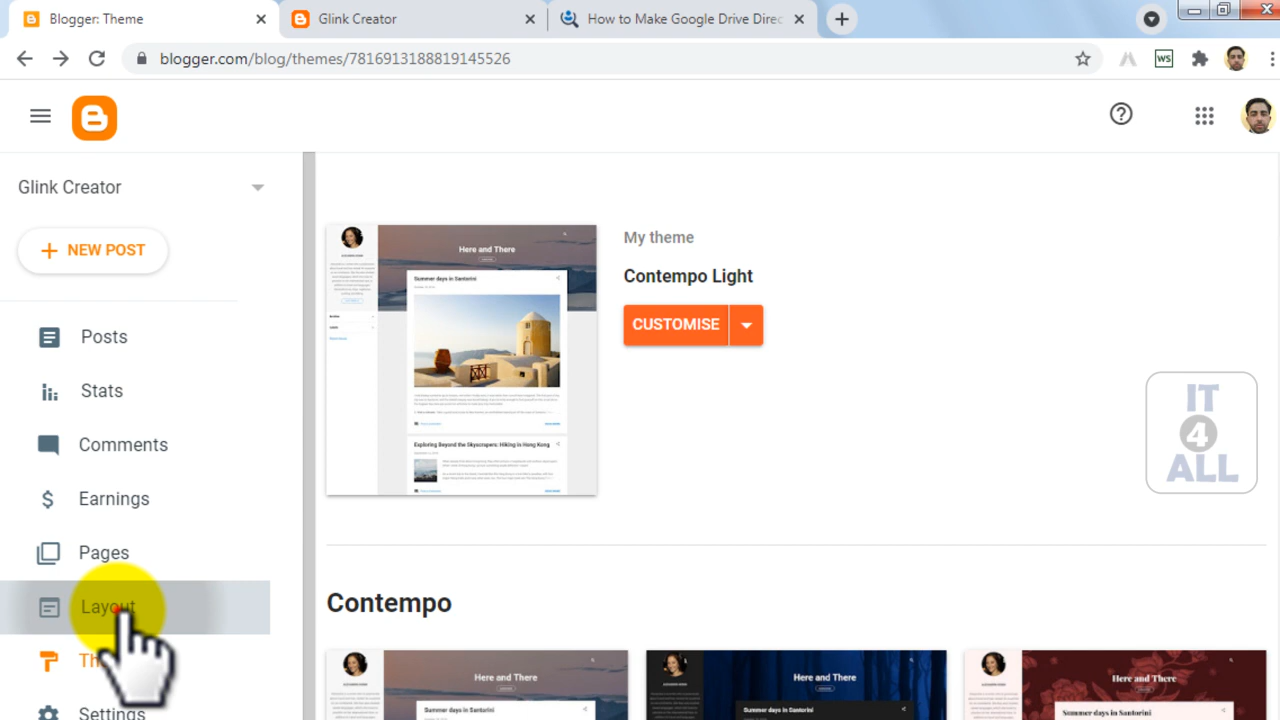 Blogger: Theme
Glink Creator
How to Make Google Drive Direc
blogger.com/blog/themes/7816913188819145526
WS
Glink Creator
NEW POST
Posts
Stats
Comments
Earnings
Pages
Layout
Settings
My theme
Contempo Light
CUSTOMISE
Here and There
Summer days in Santorini
Exploring Beyond the Skyscrapers: Hiking in Hong Kong
IT
4
ALL
Contempo
Here and There
Summer days in Santorini
Here and There
Summer days in Santorini
Here and There
Summer days in Santorini